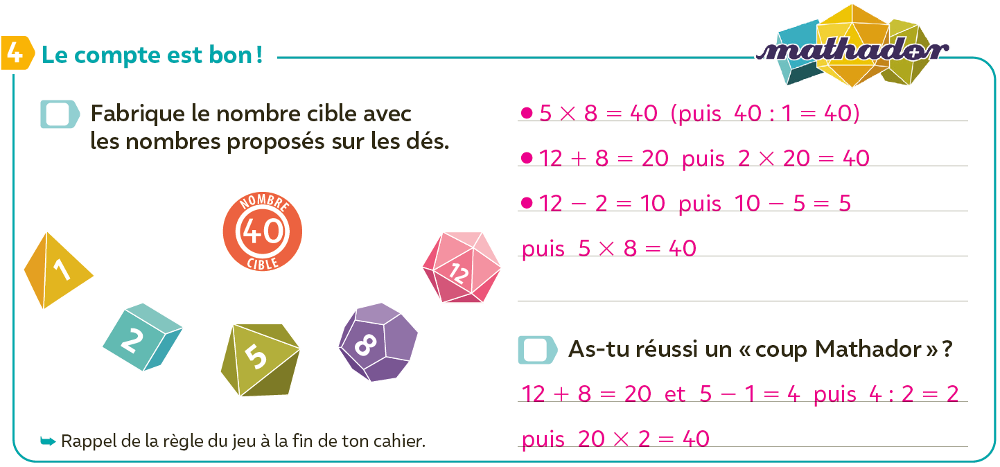 4 Le compte est bon !
mathador
Fabrique le nombre cible avec
les nombres proposés sur les dés.
NOMBRE
40
CIBLE
1
2
5
8
12
Rappel de la règle du jeu à la fin de ton cahier.
• 5 × 8 = 40 (puis 40 : 1 = 40)
• 12 + 8 = 20 puis 2 × 20 = 40
• 12 − 2 = 10 puis 10 − 5 = 5
puis 5 × 8 = 40
As-tu réussi un « coup Mathador » ?
12 + 8 = 20 et 5 − 1 = 4 puis 4 : 2 = 2
puis 20 × 2 = 40